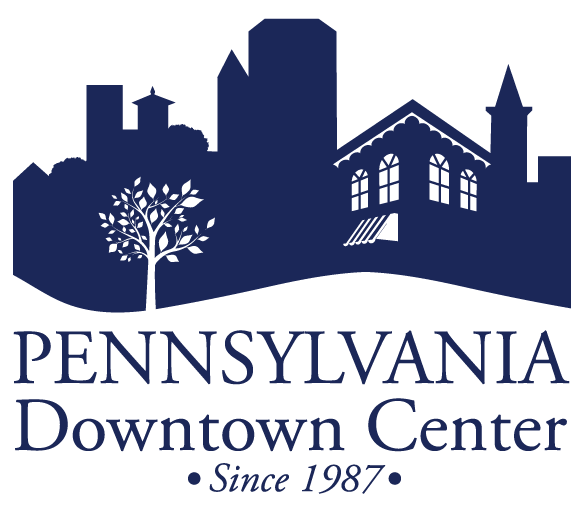 PENNSYLVANIA
Downtown Center
• Since 1987 •